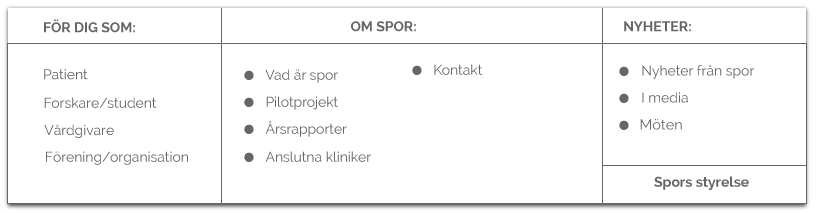 FÖR DIG SOM:
Patient
Forskare/student
Vårdgivare
Förening/organisation
OM SPOR:
Vad är spor
Pilotprojekt
Årsrapporter
Anslutna kliniker
Kontakt
NYHETER:
Nyheter från spor
I media
Möten
Spors styrelse